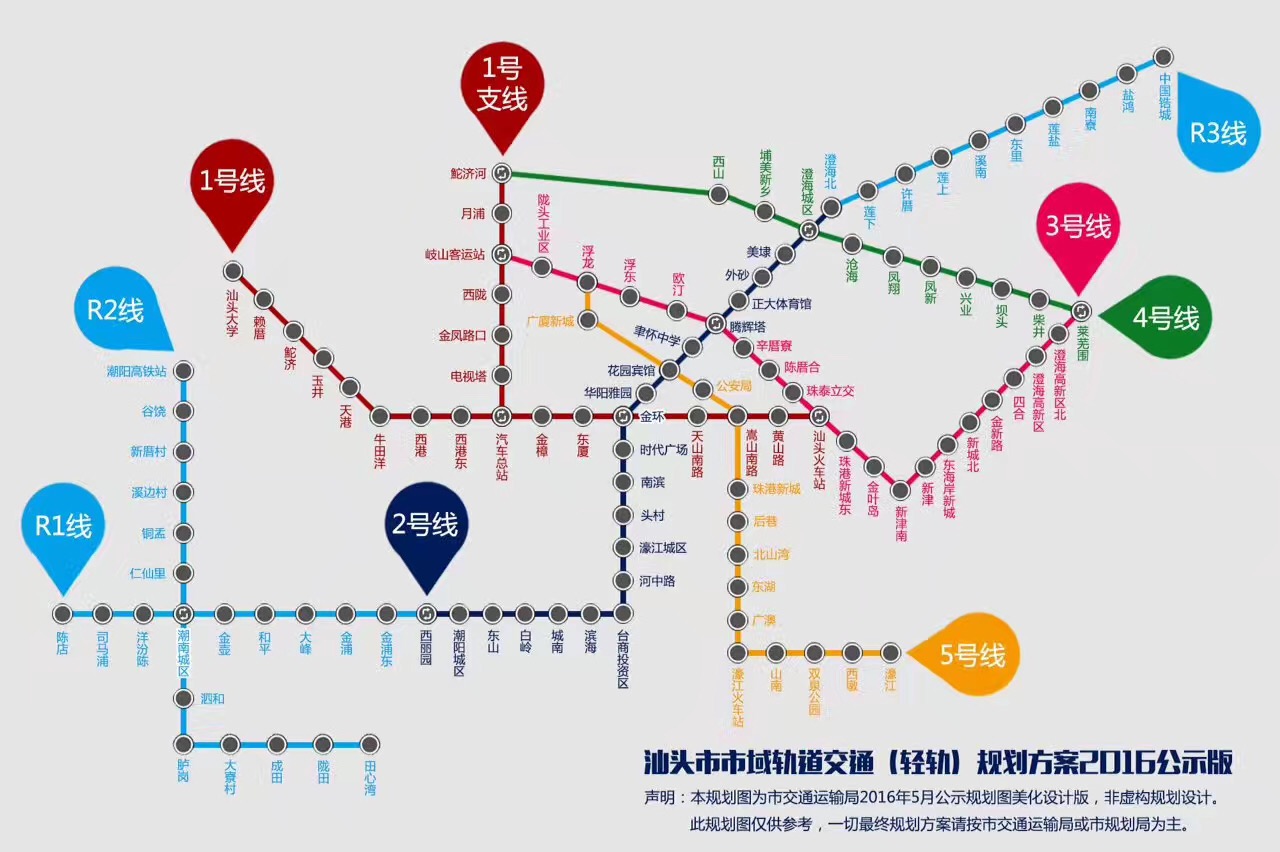 1号
支线
R3线
1号线
3号线
R2线
4号线
R1线
2号线
5号线
汕头大学
赖厝
鮀济
玉井
天港
牛田洋
西港
西港东
汽车总站
金樟
东厦
金环
天山南路
嵩山南路
黄山路
汕头火车站
鮀济河
月浦
岐山客运站
西陇
金凤路口
电视塔
陇头工业区
浮龙
浮东
欧汀
腾辉塔
辛厝寮
陈厝合
珠泰立交
珠港新城东
金叶岛
新津南
新津
东海岸新城
新城北
金新路
四合
澄海高新区
澄海高新区北
莱芜围
西山
埔美新乡
澄海城区
沧海
凤翔
凤新
兴业
坝头
柴井
澄海北
莲下
许厝
莲上
溪南
东里
莲盐
南寮
盐鸿
中国锆城
美埭
外砂
正大体育馆
聿怀中学
花园宾馆
华阳雅园
时代广场
南滨
头村
濠江城区
河中路
台商投资区
滨海
城南
白岭
东山
潮阳城区
西丽园
广厦新城
公安局
珠港新城
后巷
北山湾
东湖
广澳
濠江火车站
山南
双泉公园
西墩
濠江
潮阳高铁站
谷饶
新厝村
溪边村
铜盂
仁仙里
潮南城区
泗和
胪岗
大寮村
成田
陇田
田心湾
陈店
司马浦
洋汾陈
金壶
和平
大峰
金浦
金浦东
汕头市市域轨道交通（轻轨）规划方案2016公示版
声明：本规划图为市交通运输局2016年5月公示规划图美化设计版，非虚构规划设计。
此规划图仅供参考，一切最终规划方案请按市交通运输局或市规划局为主。